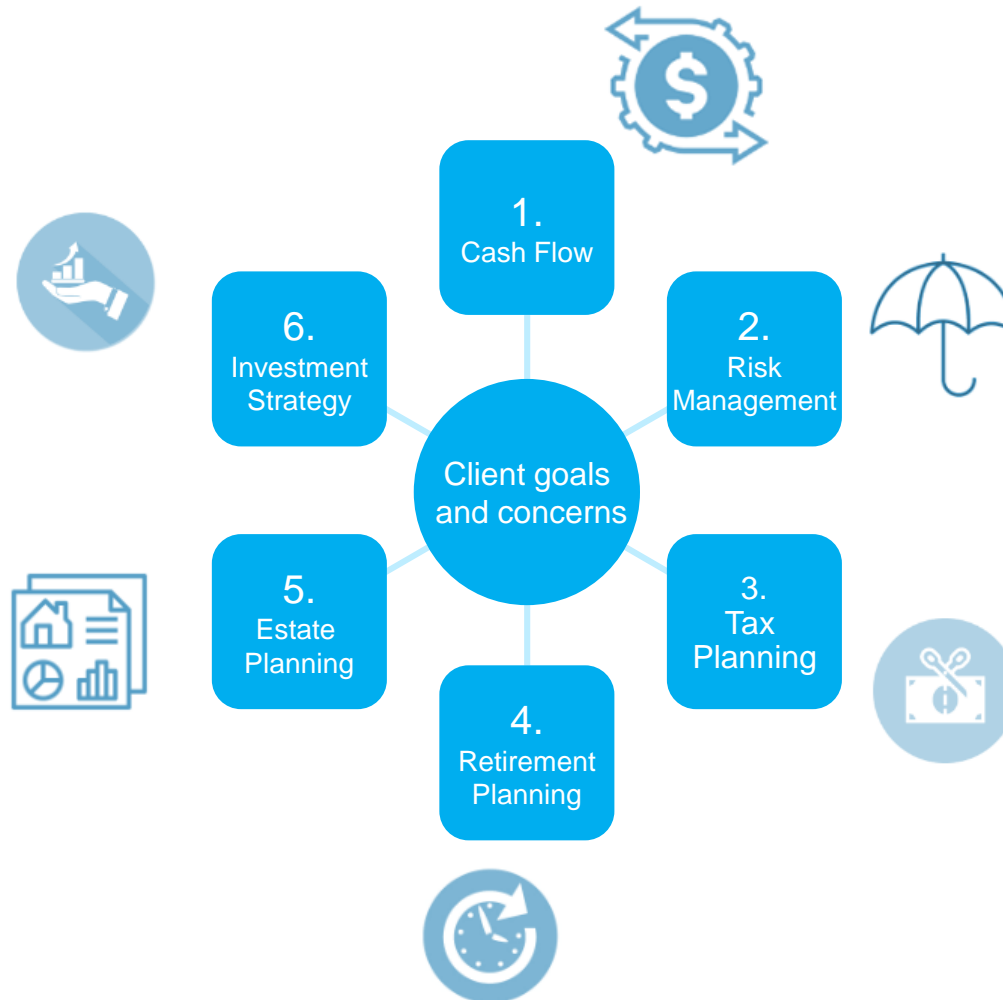 1.
Cash Flow
2.
Risk
Management
3.
Tax
Planning
4.
Retirement
Planning
5.
Estate
Planning
6.
Investment
Strategy
Client goals
and concerns
$